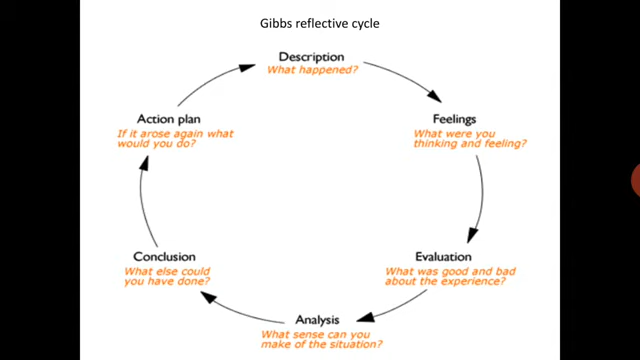 Gibbs reflective cycle
Description
What happened?
Feelings
What were you
thinking and feeling?
Evaluation
What was good and bad
about the experience?
Analysis
What sense can you
make of the situation?
Conclusion
What else could
you have done?
Action plan
If it arose again what
would you do?